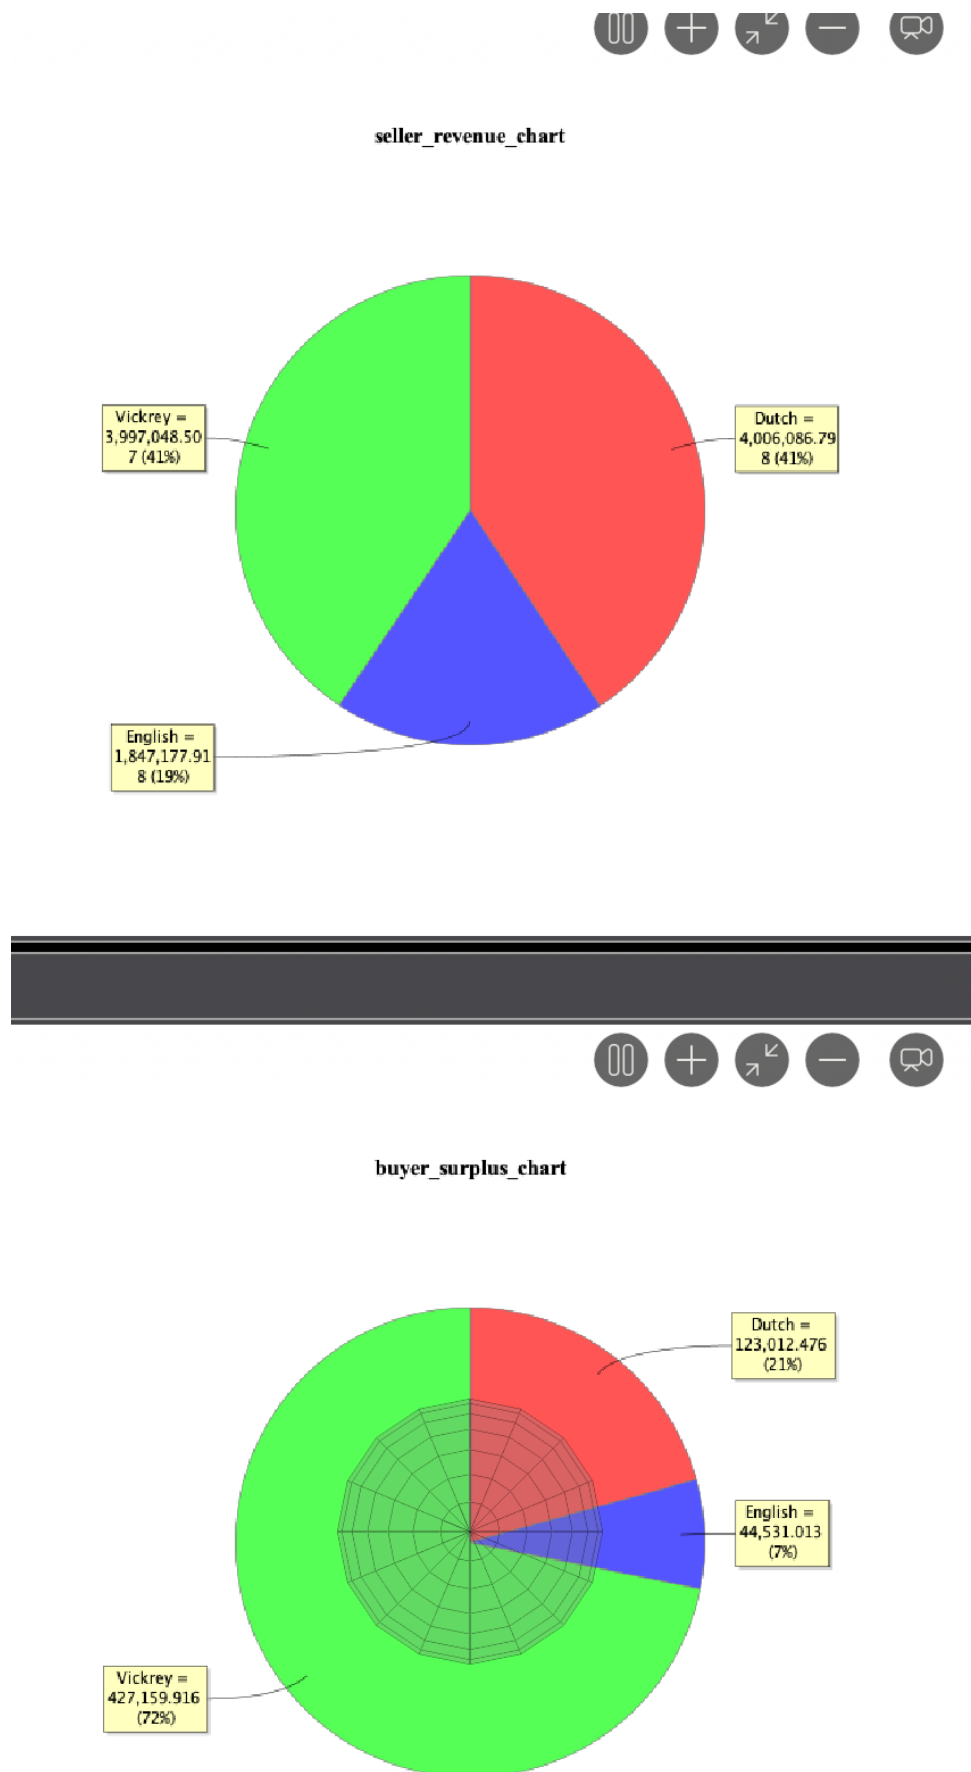 seller_revenue_chart
Vickrey =
3,997,048.50
7 (41%)
Dutch =
4,006,086.79
8 (41%)
English =
1,847,177.91
8 (19%)
buyer_surplus_chart
Dutch =
123,012.476
(21%)
English =
44,531.013
(7%)
Vickrey =
427,159.916
(72%)